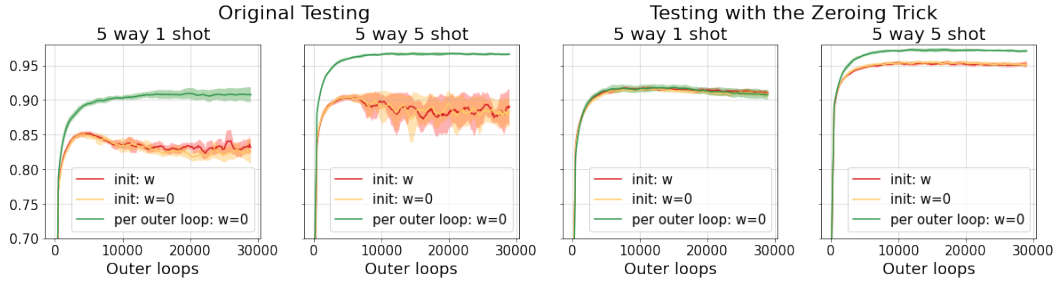 Original Testing
Testing with the Zeroing Trick
5 way 1 shot
5 way 5 shot
5 way 1 shot
5 way 5 shot
0.95
0.90
0.85
0.80
0.75
0.70
init: w
init: w=0
per outer loop: w=0
init: w
init: w=0
per outer loop: w=0
init: w
init: w=0
per outer loop: w=0
init: w
init: w=0
per outer loop: w=0
0 10000 20000 30000
0 10000 20000 30000
0 10000 20000 30000
0 10000 20000 30000
Outer loops
Outer loops
Outer loops
Outer loops